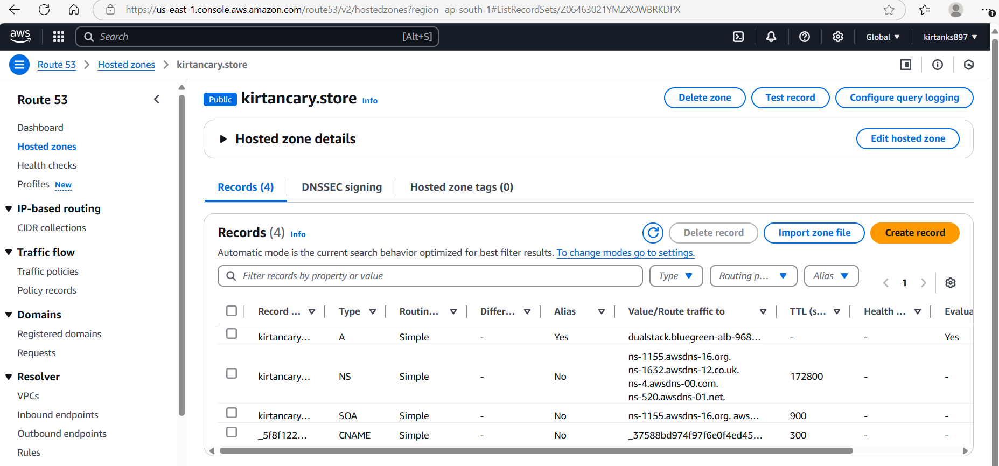 https://us-east-1.console.aws.amazon.com/route53/v2/hostedzones?region=ap-south-1#ListRecordSets/Z06463021YMZXOWBRKDPX
aws
Search [Alt+S]
Global
kirtanks897
Route 53
Hosted zones
kirtancary.store
Route 53
Dashboard
Hosted zones
Health checks
Profiles New
IP-based routing
CIDR collections
Traffic flow
Traffic policies
Policy records
Domains
Registered domains
Requests
Resolver
VPCs
Inbound endpoints
Outbound endpoints
Rules
Public kirtancary.store Info
Delete zone
Test record
Configure query logging
Hosted zone details
Edit hosted zone
Records (4)
DNSSEC signing
Hosted zone tags (0)
Records (4) Info
Delete record
Import zone file
Create record
Automatic mode is the current search behavior optimized for best filter results. To change modes go to settings.
Filter records by property or value
Type
Routing p...
Alias
1
Record ... Type Routin... Differ... Alias Value/Route traffic to TTL (s... Health ... Evalua
kirtancary... A Simple - Yes dualstack.bluegreen-alb-968... - - Yes
ns-1155.awsdns-16.org.
ns-1632.awsdns-12.co.uk.
kirtancary... NS Simple - No 172800 - -
ns-4.awsdns-00.com.
ns-520.awsdns-01.net.
kirtancary... SOA Simple - No ns-1155.awsdns-16.org. aws... 900 - -
_5f8f122... CNAME Simple - No _37588bd974f97f6e0f4ed45... 300 - -